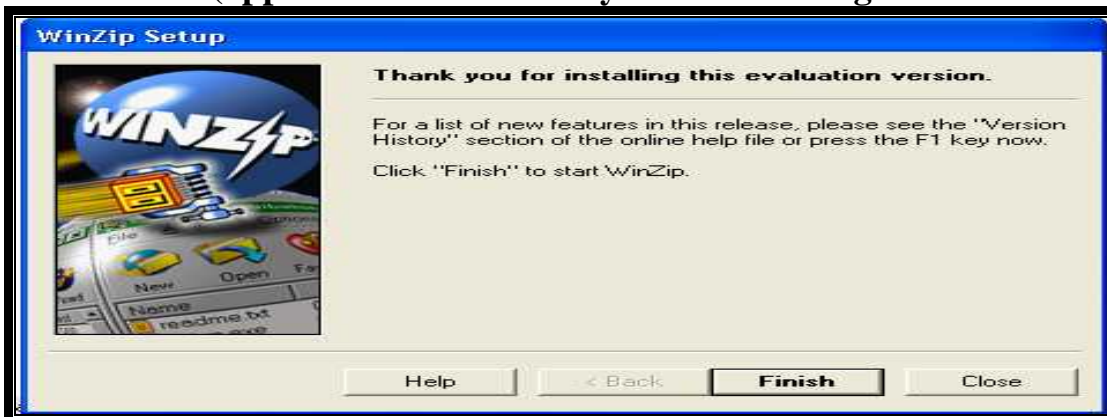 WinZip Setup
Thank you for installing this evaluation version.
For a list of new features in this release, please see the "Version
History" section of the online help file or press the F1 key now.
Click "Finish" to start WinZip.
WINZIP
File
New Open
Name
readme.txt
Help < Back Finish Close